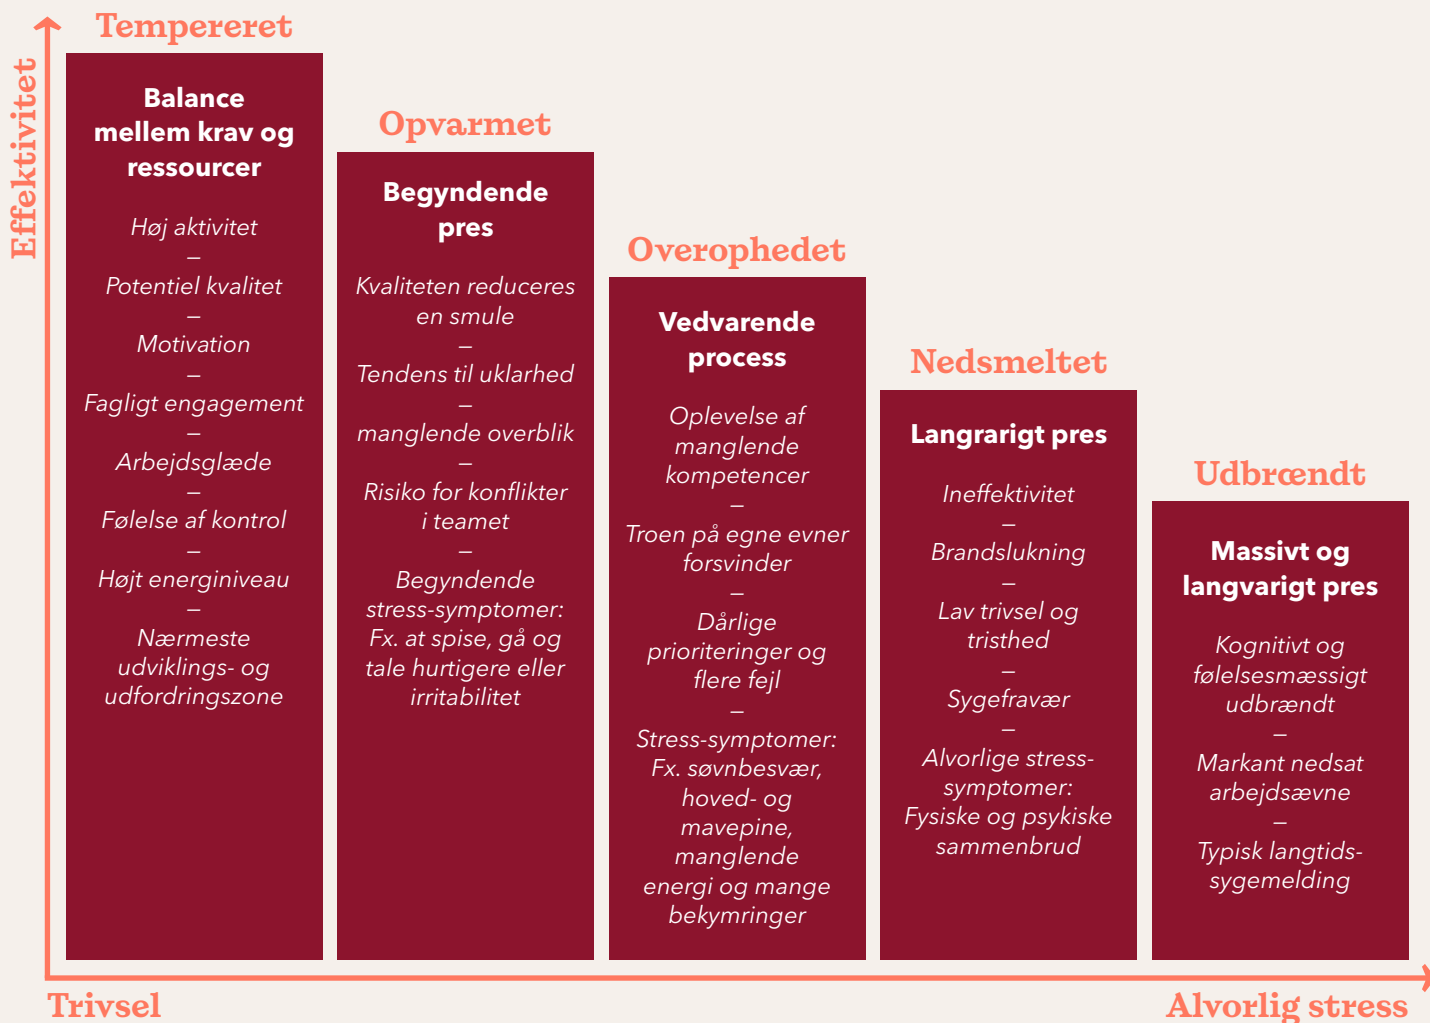 Effektivitet
Tempereret
Balance
mellem krav og
ressourcer
Høj aktivitet
–
Potentiel kvalitet
–
Motivation
–
Fagligt engagement
–
Arbejdsglæde
–
Følelse af kontrol
–
Højt energiniveau
–
Nærmeste
udviklings- og
udfordringszone
Opvarmet
Begyndende
pres
Kvaliteten reduceres
en smule
–
Tendens til uklarhed
–
manglende overblik
–
Risiko for konflikter
i teamet
–
Begyndende
stress-symptomer:
Fx. at spise, gå og
tale hurtigere eller
irritabilitet
Overophedet
Vedvarende
process
Oplevelse af
manglende
kompetencer
–
Troen på egne evner
forsvinder
–
Dårlige
prioriteringer og
flere fejl
–
Stress-symptomer:
Fx. søvnbesvær,
hoved- og
mavepine,
manglende
energi og mange
bekymringer
Nedsmeltet
Langrarigt pres
Ineffektivitet
–
Brandslukning
–
Lav trivsel og
tristhed
–
Sygefravær
–
Alvorlige stress-
symptomer:
Fysiske og psykiske
sammenbrud
Udbrændt
Massivt og
langvarigt pres
Kognitivt og
følelsesmæssigt
udbrændt
–
Markant nedsat
arbejdsævne
–
Typisk langtids-
sygemelding
Trivsel
Alvorlig stress